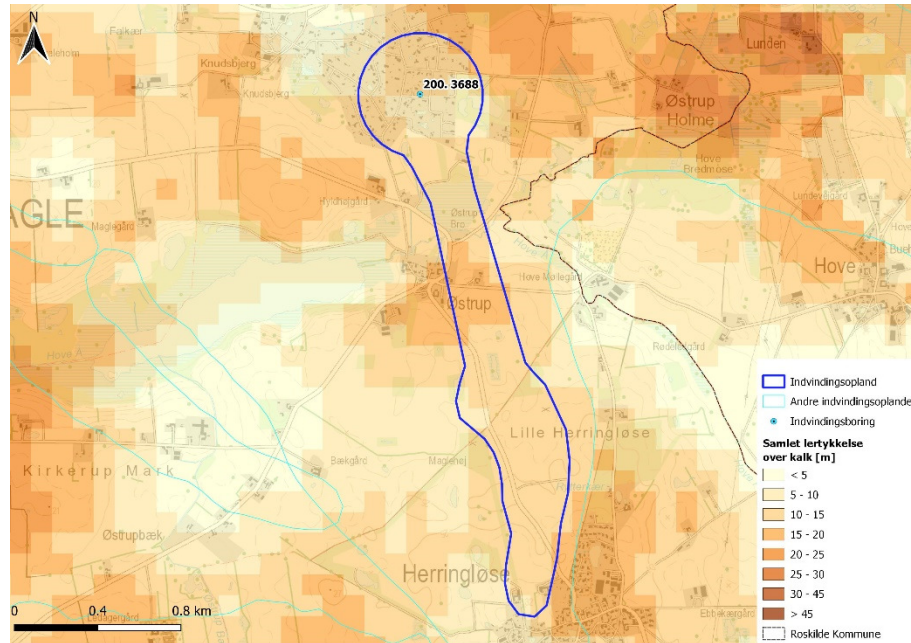 N
Falkær
Knudsbjerg
Knudsbjerg
200. 3688
Lunden
Østrup
Holme
Hove
Bredmose
Lundevålgård
AGLE
Maglegård
Østrup
Bro
Hove Møllegård
Hove
Østrup
Hove Å
Lille Herringløse
Kirkerup Mark
Bækgård
Maglehøj
Østrupbæk
Herringløse
Ledagergård
Ebbekærgård
0 0.4 0.8 km
Indvindingsopland
Andre indvindingsoplande
Indvindingsboring
Samlet lertykkelse
over kalk [m]
< 5
5 - 10
10 - 15
15 - 20
20 - 25
25 - 30
30 - 45
> 45
Roskilde Kommune